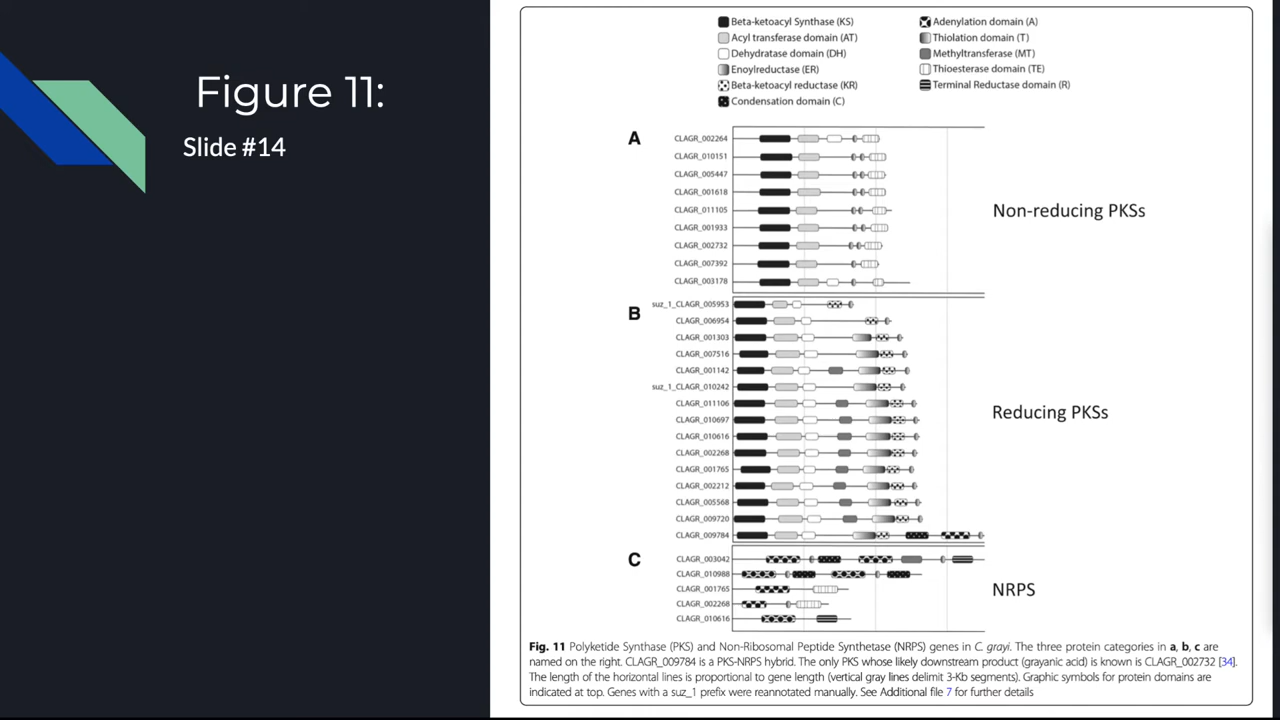 Figure 11:
Slide #14
Beta-ketoacyl Synthase (KS)
Acyl transferase domain (AT)
Dehydratase domain (DH)
Enoylreductase (ER)
Beta-ketoacyl reductase (KR)
Condensation domain (C)
Adenylation domain (A)
Thiolation domain (T)
Methyltransferase (MT)
Thioesterase domain (TE)
Terminal Reductase domain (R)
A
CLAGR_002264
CLAGR_010151
CLAGR_005447
CLAGR_001618
CLAGR_011105
CLAGR_001933
CLAGR_002732
CLAGR_007392
CLAGR_003178
Non-reducing PKSs
B
suz_1_CLAGR_005953
CLAGR_006954
CLAGR_001303
CLAGR_007516
CLAGR_001142
suz_1_CLAGR_010242
CLAGR_011106
CLAGR_010697
CLAGR_010616
CLAGR_002268
CLAGR_001765
CLAGR_002212
CLAGR_005568
CLAGR_009720
CLAGR_009784
Reducing PKSs
C
CLAGR_003042
CLAGR_010988
CLAGR_001765
CLAGR_002268
CLAGR_010616
NRPS
Fig. 11 Polyketide Synthase (PKS) and Non-Ribosomal Peptide Synthetase (NRPS) genes in C. grayi. The three protein categories in a, b, c are
named on the right. CLAGR_009784 is a PKS-NRPS hybrid. The only PKS whose likely downstream product (grayanic acid) is known is CLAGR_002732 [34].
The length of the horizontal lines is proportional to gene length (vertical gray lines delimit 3-Kb segments). Graphic symbols for protein domains are
indicated at top. Genes with a suz_1 prefix were reannotated manually. See Additional file 7 for further details